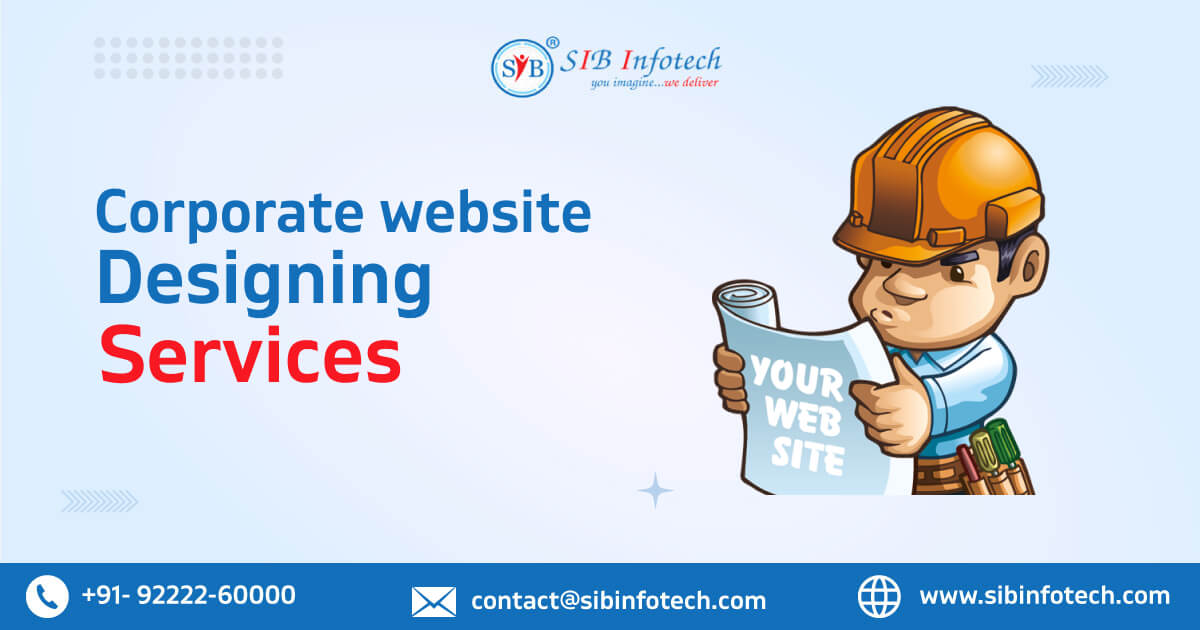 SYB®
SIB Infotech
you imagine...we deliver
Corporate website
Designing
Services
YOUR
WEB
SITE
+91- 92222-60000
contact@sibinfotech.com
www.sibinfotech.com